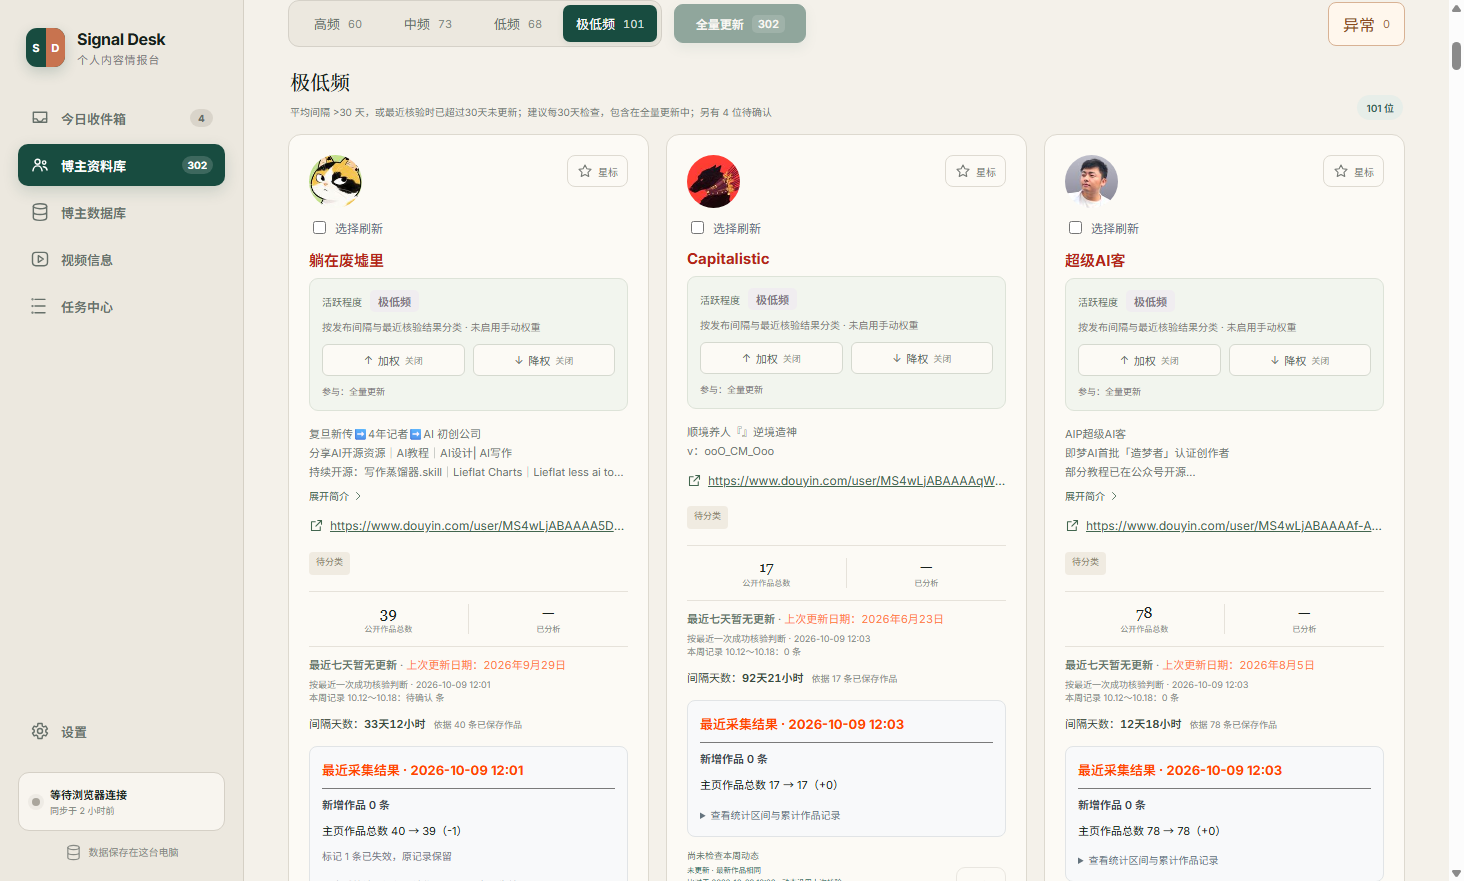 S D
Signal Desk
个人内容情报台
今日收件箱 4
博主资料库 302
博主数据库
视频信息
任务中心
设置
等待浏览器连接
同步于 2 小时前
数据保存在这台电脑
高频 60 中频 73 低频 68 极低频 101 全量更新 302 异常 0
极低频
平均间隔 >30 天，或最近核验时已超过30天未更新；建议每30天检查，包含在全量更新中；另有 4 位待确认
101 位
星标
选择刷新
躺在废墟里
活跃程度 极低频
按发布间隔与最近核验结果分类 · 未启用手动权重
↑ 加权 关闭 ↓ 降权 关闭
参与：全量更新
复旦新传➡️4年记者➡️AI 初创公司
分享AI开源资源｜AI教程｜AI设计| AI写作
持续开源：写作蒸馏器.skill｜Lieflat Charts｜Lieflat less ai to...
展开简介
https://www.douyin.com/user/MS4wLjABAAAA5D...
待分类
39 —
公开作品总数 已分析
最近七天暂无更新 · 上次更新日期：2026年9月29日
按最近一次成功核验判断 · 2026-10-09 12:01
本周记录 10.12～10.18：待确认 条
间隔天数：33天12小时 依据 40 条已保存作品
最近采集结果 · 2026-10-09 12:01
新增作品 0 条
主页作品总数 40 → 39（-1）
标记 1 条已失效，原记录保留
星标
选择刷新
Capitalistic
活跃程度 极低频
按发布间隔与最近核验结果分类 · 未启用手动权重
↑ 加权 关闭 ↓ 降权 关闭
参与：全量更新
顺境养人『』逆境造神
v：ooO_CM_Ooo
https://www.douyin.com/user/MS4wLjABAAAAqW...
待分类
17 —
公开作品总数 已分析
最近七天暂无更新 · 上次更新日期：2026年6月23日
按最近一次成功核验判断 · 2026-10-09 12:03
本周记录 10.12～10.18：0 条
间隔天数：92天21小时 依据 17 条已保存作品
最近采集结果 · 2026-10-09 12:03
新增作品 0 条
主页作品总数 17 → 17（+0）
▶ 查看统计区间与累计作品记录
尚未检查本周动态
未更新 · 最新作品相同
星标
选择刷新
超级AI客
活跃程度 极低频
按发布间隔与最近核验结果分类 · 未启用手动权重
↑ 加权 关闭 ↓ 降权 关闭
参与：全量更新
AIP超级AI客
即梦AI首批「造梦者」认证创作者
部分教程已在公众号开源...
展开简介
https://www.douyin.com/user/MS4wLjABAAAAf-A...
待分类
78 —
公开作品总数 已分析
最近七天暂无更新 · 上次更新日期：2026年8月5日
按最近一次成功核验判断 · 2026-10-09 12:03
本周记录 10.12～10.18：0 条
间隔天数：12天18小时 依据 78 条已保存作品
最近采集结果 · 2026-10-09 12:03
新增作品 0 条
主页作品总数 78 → 78（+0）
▶ 查看统计区间与累计作品记录